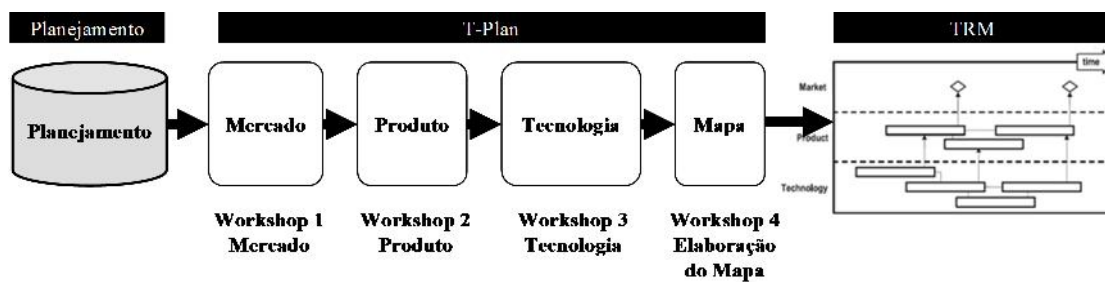 Planejamento
T-Plan
TRM
Planejamento
Mercado
Produto
Tecnologia
Mapa
time
Market
Product
Technology
Workshop 1
Mercado
Workshop 2
Produto
Workshop 3
Tecnologia
Workshop 4
Elaboração
do Mapa